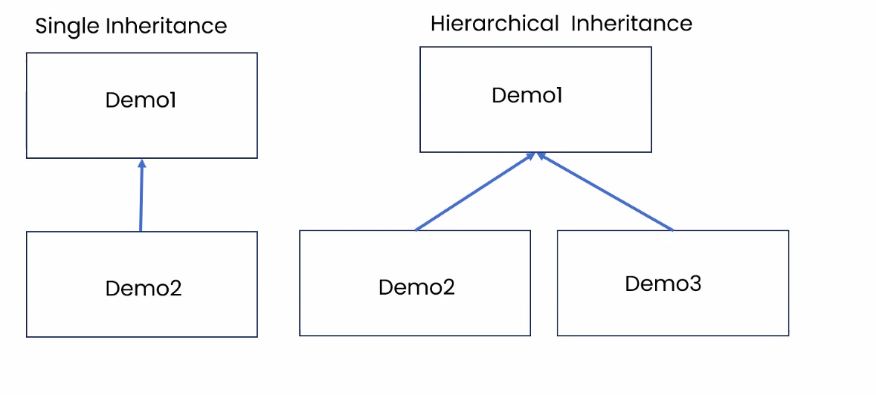 Single Inheritance
Hierarchical Inheritance
Demo1
Demo1
Demo2
Demo2
Demo3